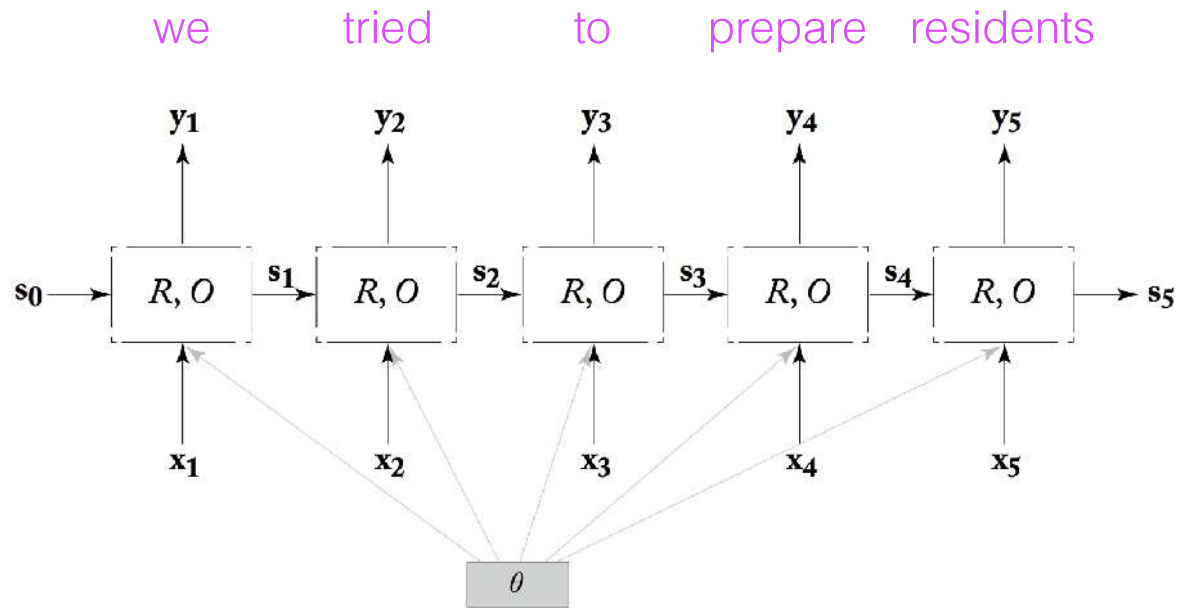 we tried to prepare residents
y1 y2 y3 y4 y5
s0 R, O s1 R, O s2 R, O s3 R, O s4 R, O s5
x1 x2 x3 x4 x5
θ